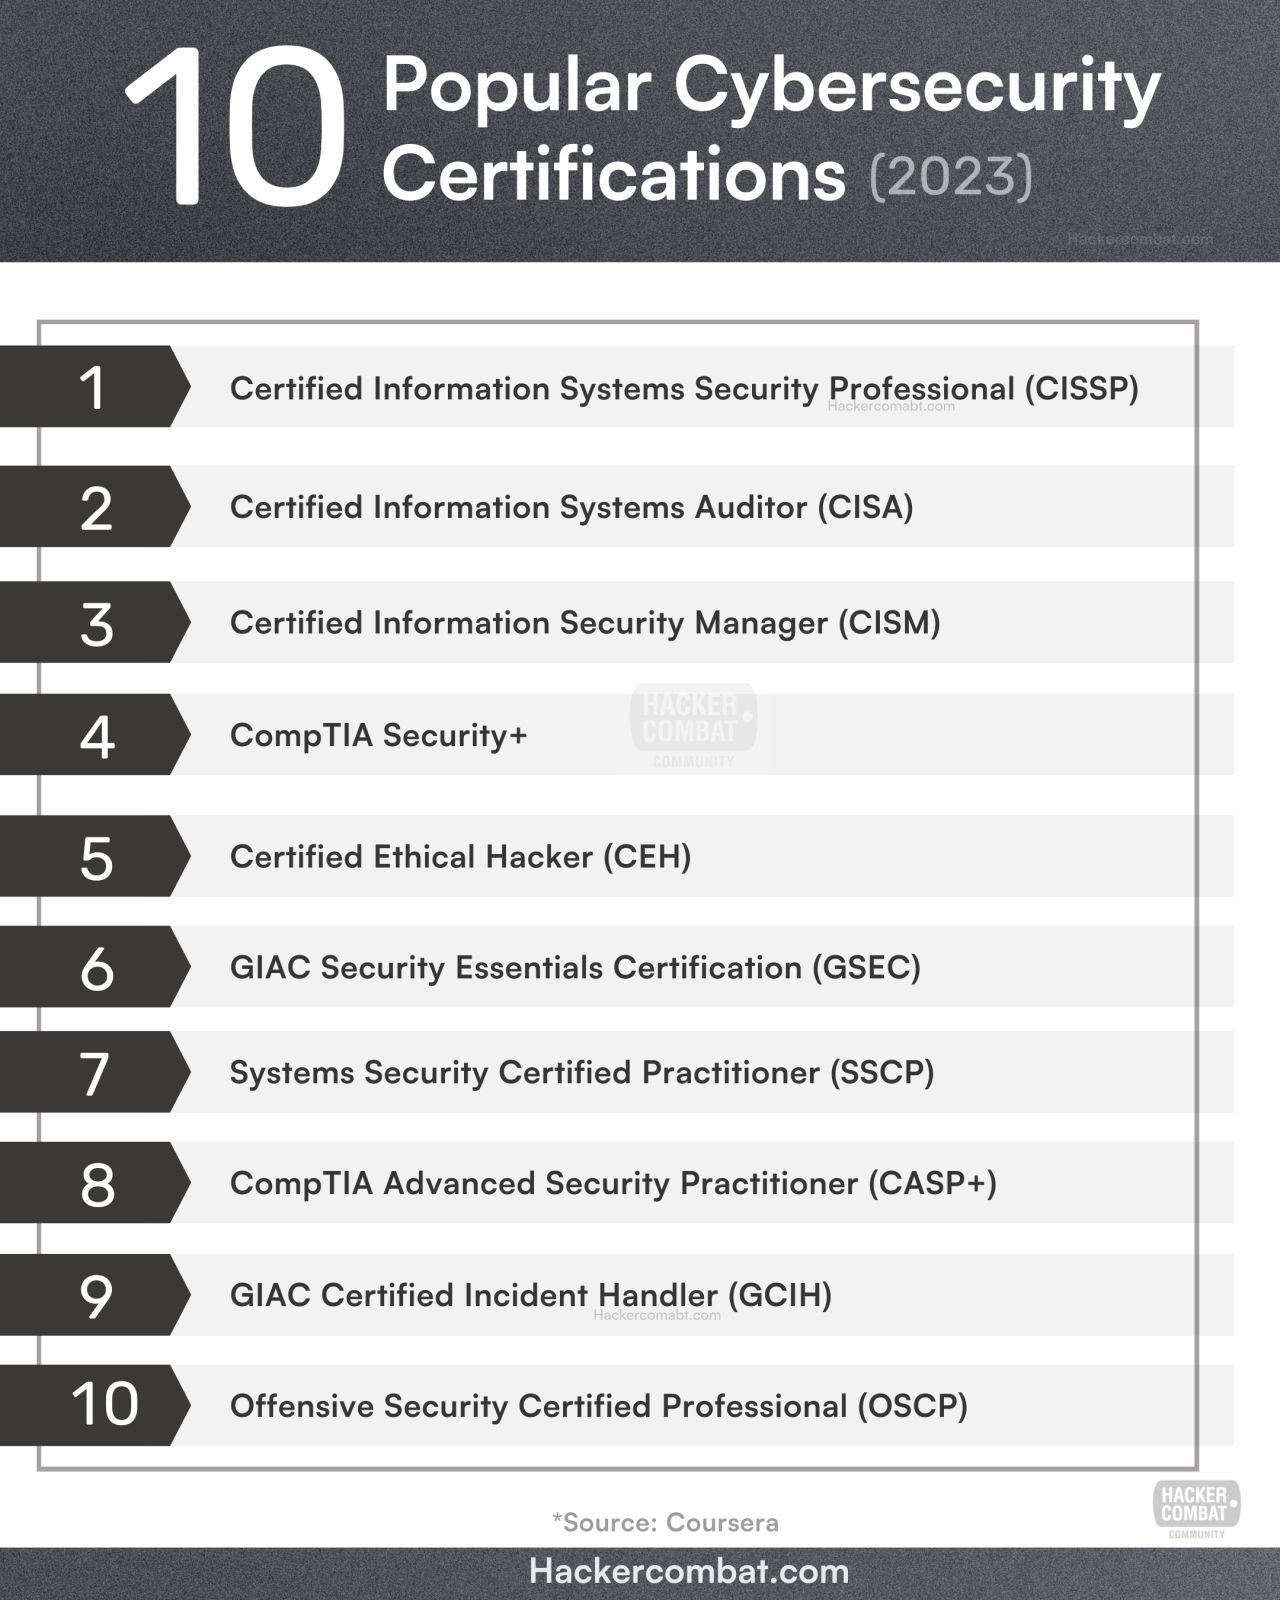 10 Popular Cybersecurity
Certifications (2023)
Hackercombat.com
1 Certified Information Systems Security Professional (CISSP)
Hackercomabt.com
2 Certified Information Systems Auditor (CISA)
3 Certified Information Security Manager (CISM)
HACKER
COMBAT
COMMUNITY
4 CompTIA Security+
5 Certified Ethical Hacker (CEH)
6 GIAC Security Essentials Certification (GSEC)
7 Systems Security Certified Practitioner (SSCP)
8 CompTIA Advanced Security Practitioner (CASP+)
9 GIAC Certified Incident Handler (GCIH)
Hackercomabt.com
10 Offensive Security Certified Professional (OSCP)
HACKER
COMBAT
COMMUNITY
*Source: Coursera
Hackercombat.com